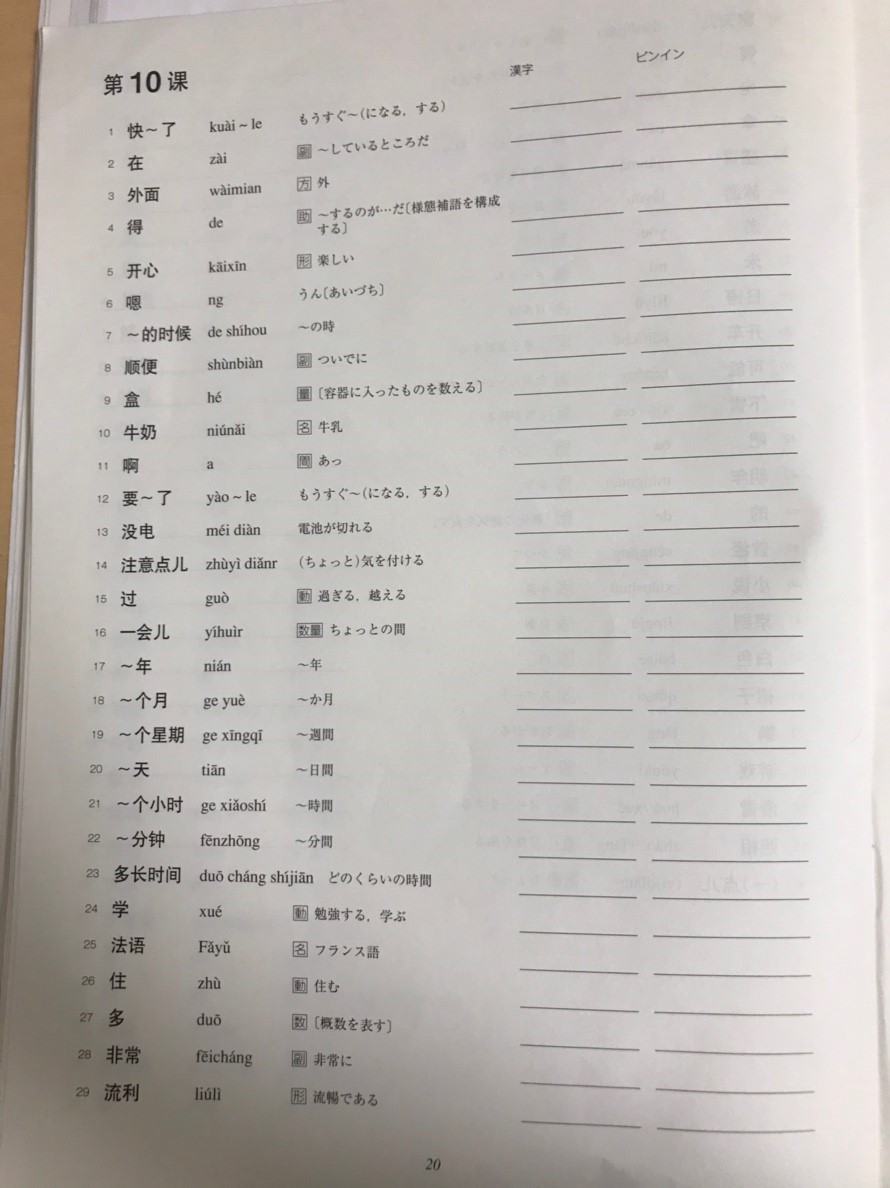 第10课
漢字 ピンイン
1 快～了 kuài～le もうすぐ～(になる，する)
2 在 zài 副 ～しているところだ
3 外面 wàimian 方 外
4 得 de 助 ～するのが…だ〔様態補語を構成
する〕
5 开心 kāixīn 形 楽しい
6 嗯 ng うん〔あいづち〕
7 ～的时候 de shíhou ～の時
8 顺便 shùnbiàn 副 ついでに
9 盒 hé 量 〔容器に入ったものを数える〕
10 牛奶 niúnǎi 名 牛乳
11 啊 a 間 あっ
12 要～了 yào～le もうすぐ～(になる，する)
13 没电 méi diàn 電池が切れる
14 注意点儿 zhùyì diǎnr (ちょっと)気を付ける
15 过 guò 動 過ぎる，越える
16 一会儿 yíhuìr 数量 ちょっとの間
17 ～年 nián ～年
18 ～个月 ge yuè ～か月
19 ～个星期 ge xīngqī ～週間
20 ～天 tiān ～日間
21 ～个小时 ge xiǎoshí ～時間
22 ～分钟 fēnzhōng ～分間
23 多长时间 duō cháng shíjiān どのくらいの時間
24 学 xué 動 勉強する，学ぶ
25 法语 Fǎyǔ 名 フランス語
26 住 zhù 動 住む
27 多 duō 数 〔概数を表す〕
28 非常 fēicháng 副 非常に
29 流利 liúlì 形 流暢である
20